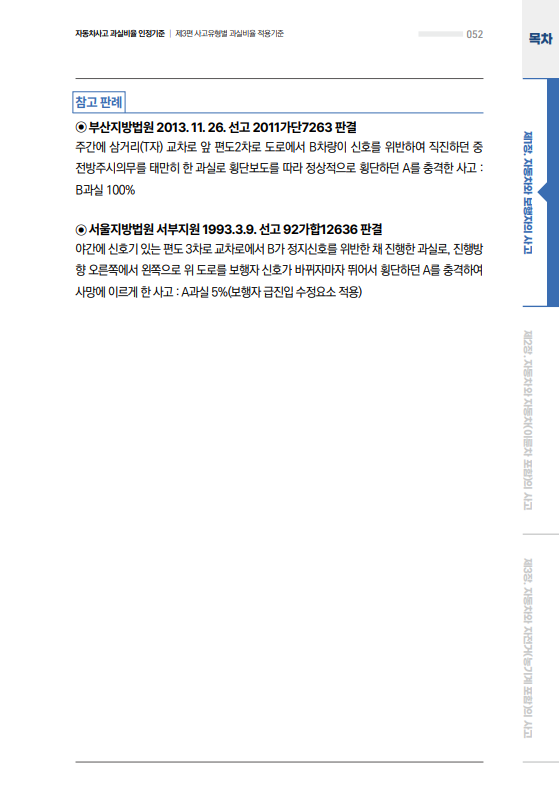 자동차사고 과실비율 인정기준 | 제3편 사고유형별 과실비율 적용기준
052
목차
참고 판례
◉ 부산지방법원 2013. 11. 26. 선고 2011가단7263 판결
주간에 삼거리(T자) 교차로 앞 편도2차로 도로에서 B차량이 신호를 위반하여 직진하던 중
전방주시의무를 태만히 한 과실로 횡단보도를 따라 정상적으로 횡단하던 A를 충격한 사고 :
B과실 100%
◉ 서울지방법원 서부지원 1993.3.9. 선고 92가합12636 판결
야간에 신호기 있는 편도 3차로 교차로에서 B가 정지신호를 위반한 채 진행한 과실로, 진행방
향 오른쪽에서 왼쪽으로 위 도로를 보행자 신호가 바뀌자마자 뛰어서 횡단하던 A를 충격하여
사망에 이르게 한 사고 : A과실 5%(보행자 급진입 수정요소 적용)
제1장. 자동차와 보행자의 사고
제2장. 자동차와 자동차(이륜차 포함)의 사고
제3장. 자동차와 자전거(농기계 포함)의 사고